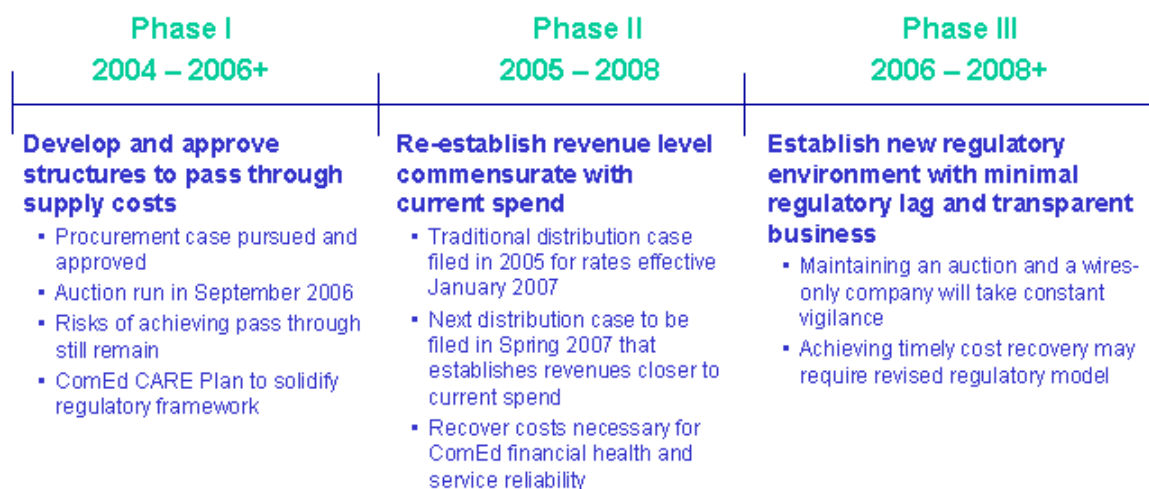 Phase I
2004 – 2006+
Develop and approve
structures to pass through
supply costs
▪ Procurement case pursued and
approved
▪ Auction run in September 2006
▪ Risks of achieving pass through
still remain
▪ ComEd CARE Plan to solidify
regulatory framework
Phase II
2005 – 2008
Re-establish revenue level
commensurate with
current spend
▪ Traditional distribution case
filed in 2005 for rates effective
January 2007
▪ Next distribution case to be
filed in Spring 2007 that
establishes revenues closer to
current spend
▪ Recover costs necessary for
ComEd financial health and
service reliability
Phase III
2006 – 2008+
Establish new regulatory
environment with minimal
regulatory lag and transparent
business
▪ Maintaining an auction and a wires-
only company will take constant
vigilance
▪ Achieving timely cost recovery may
require revised regulatory model